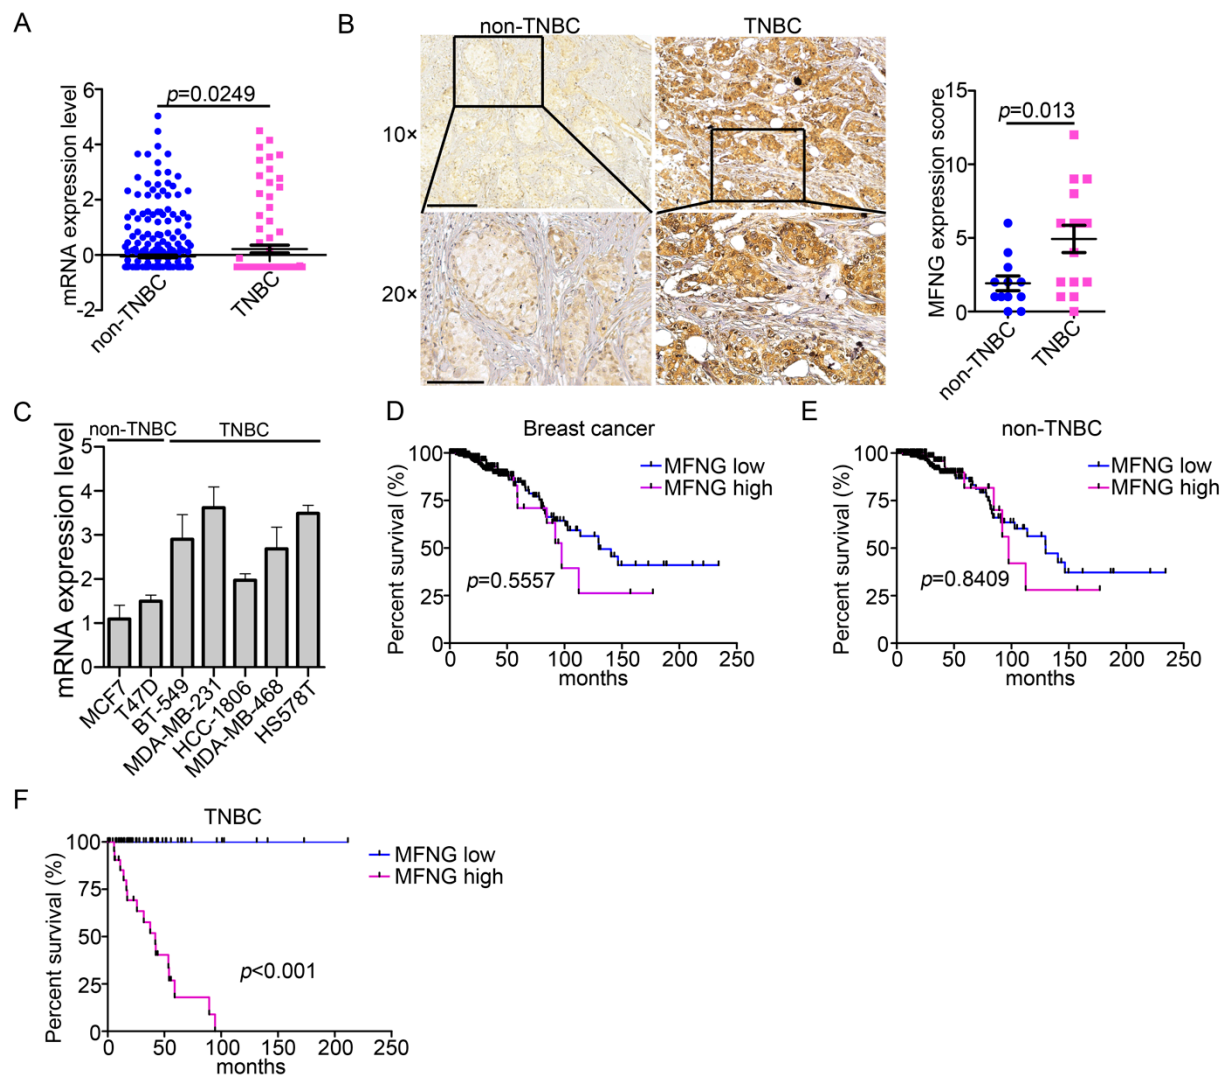 A
mRNA expression level
6
4
2
0
-2
p=0.0249
non-TNBC
TNBC
B
non-TNBC
TNBC
10×
20×
MFNG expression score
15
10
5
0
p=0.013
non-TNBC
TNBC
C
non-TNBC
TNBC
mRNA expression level
5
4
3
2
1
0
MCF7
T47D
BT-549
MDA-MB-231
HCC-1806
MDA-MB-468
HS578T
D
Breast cancer
Percent survival (%)
100
75
50
25
0
MFNG low
MFNG high
p=0.5557
0 50 100 150 200 250
months
E
non-TNBC
Percent survival (%)
100
75
50
25
0
MFNG low
MFNG high
p=0.8409
0 50 100 150 200 250
months
F
TNBC
Percent survival (%)
100
75
50
25
0
MFNG low
MFNG high
p<0.001
0 50 100 150 200 250
months